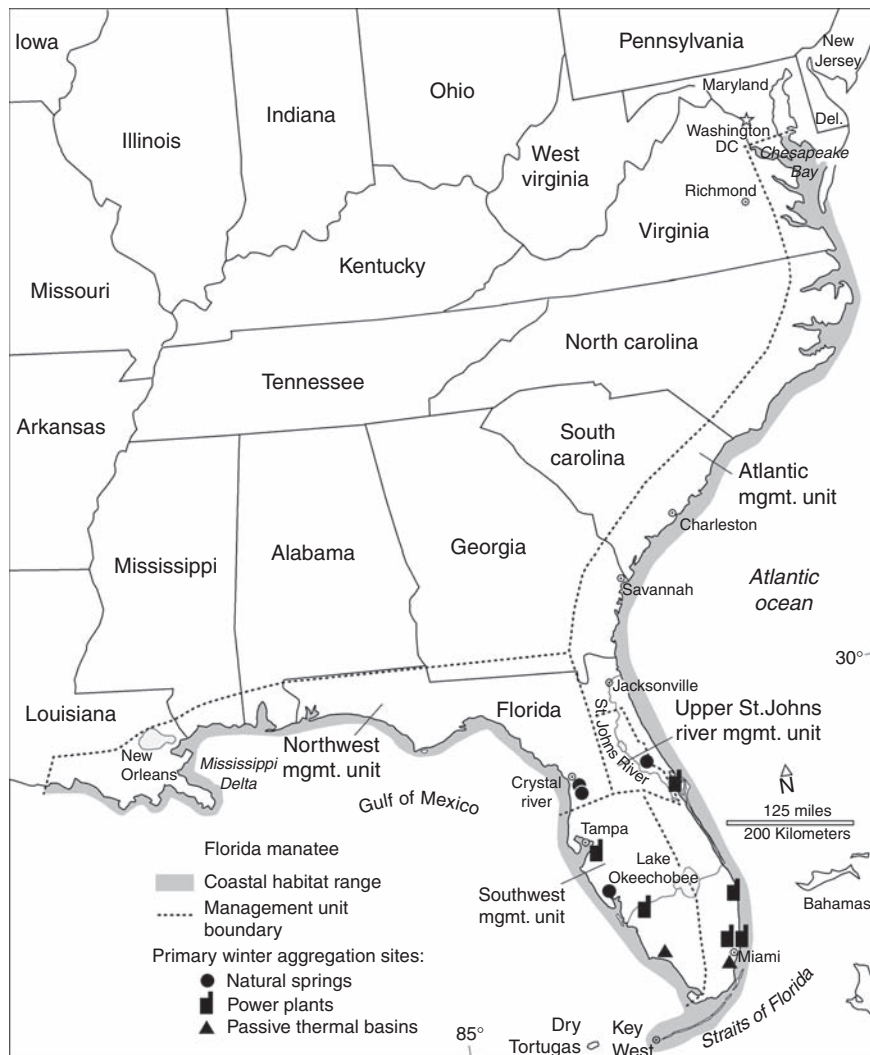 Iowa
Illinois
Indiana
Ohio
Pennsylvania
New
Jersey
Maryland
Del.
Washington
DC
Chesapeake
Bay
West
virginia
Richmond
Virginia
Missouri
Kentucky
North carolina
Tennessee
Arkansas
South
carolina
Atlantic
mgmt. unit
Charleston
Mississippi
Alabama
Georgia
Savannah
Atlantic
ocean
30°
Jacksonville
Louisiana
Florida
St. Johns River
Upper St.Johns
river mgmt. unit
New
Orleans
Mississippi
Delta
Northwest
mgmt. unit
Crystal
river
Gulf of Mexico
N
125 miles
200 Kilometers
Tampa
Lake
Okeechobee
Southwest
mgmt. unit
Bahamas
Miami
Florida manatee
Coastal habitat range
Management unit
boundary
Primary winter aggregation sites:
Natural springs
Power plants
Passive thermal basins
85°
Dry
Tortugas
Key
West
Straits of Florida